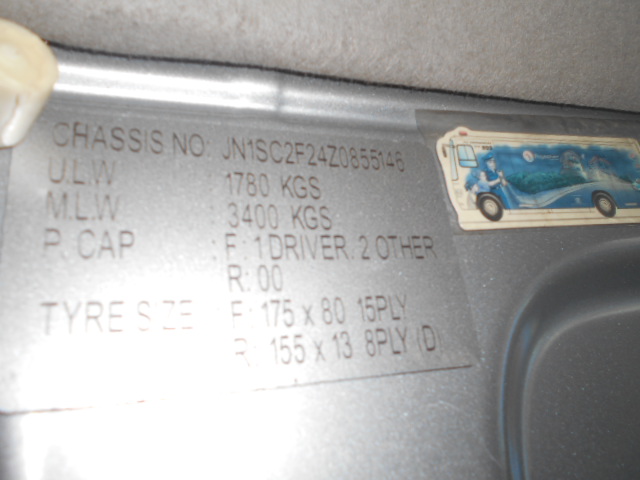 CHASSIS NO: JN1SC2F24Z0855146
U.L.W : 1780 KGS
M.L.W : 3400 KGS
P. CAP : F: 1 DRIVER. 2 OTHER
R: 00
TYRE SIZE : F: 175 x 80 15PLY
R: 155 x 13 8PLY (D)